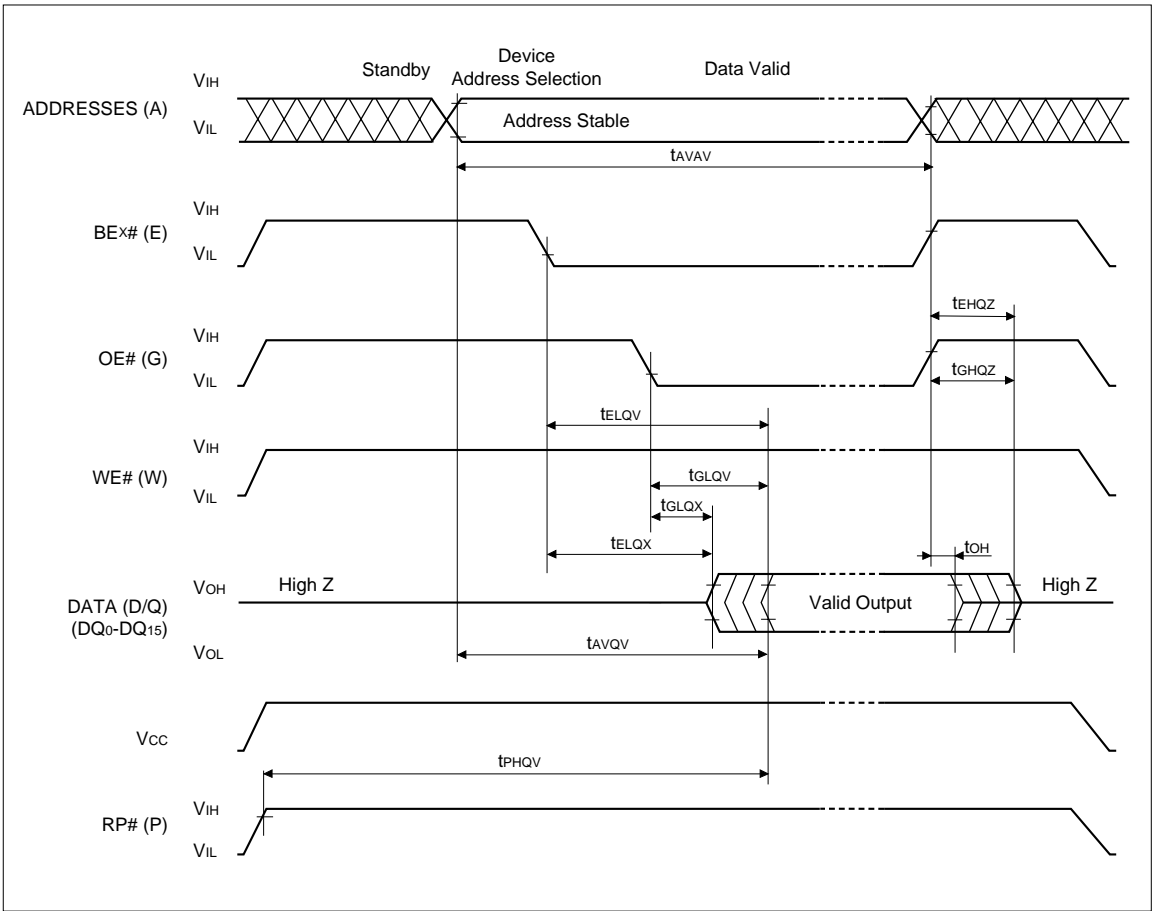 Standby
Device
Address Selection
Data Valid
VIH
ADDRESSES (A)
VIL
Address Stable
tAVAV
VIH
BEX# (E)
VIL
tEHQZ
VIH
OE# (G)
tGHQZ
VIL
tELQV
VIH
WE# (W)
tGLQV
VIL
tGLQX
tELQX
tOH
VOH
High Z
High Z
DATA (D/Q)
(DQ0-DQ15)
Valid Output
VOL
tAVQV
VCC
tPHQV
VIH
RP# (P)
VIL